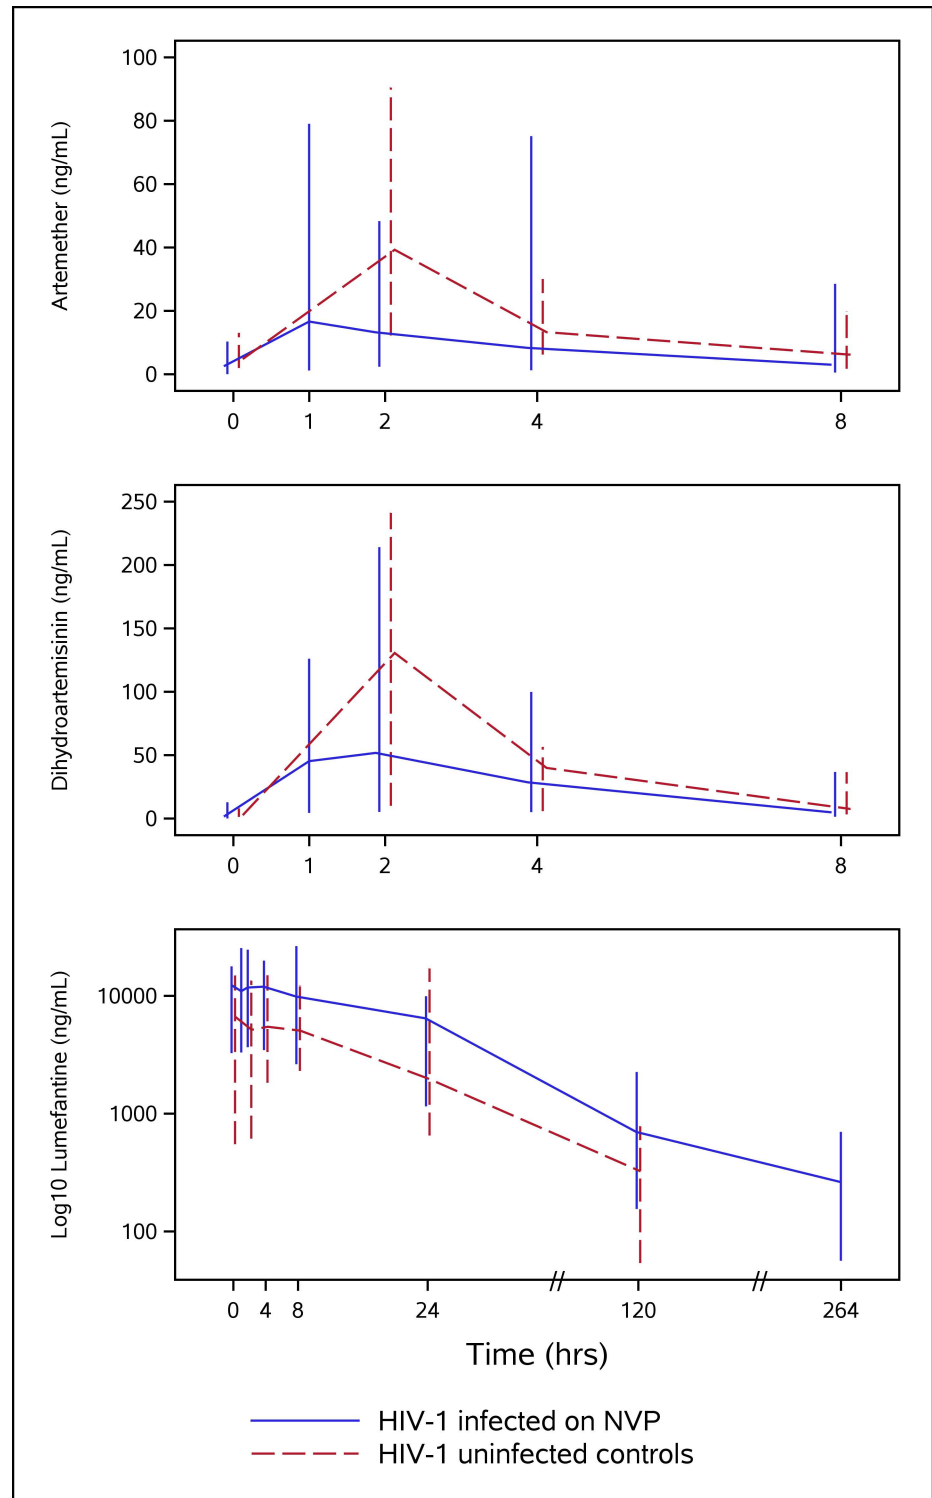 Artemether (ng/mL)
100
80
60
40
20
0
0 1 2 4 8
Dihydroartemisinin (ng/mL)
250
200
150
100
50
0
0 1 2 4 8
Log10 Lumefantine (ng/mL)
10000
1000
100
0 4 8 24 120 264
Time (hrs)
HIV-1 infected on NVP
HIV-1 uninfected controls